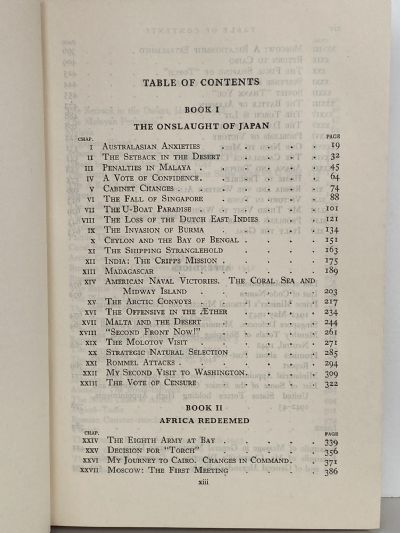 TABLE OF CONTENTS
BOOK I
THE ONSLAUGHT OF JAPAN
CHAP. PAGE
I AUSTRALASIAN ANXIETIES . . . . . 19
II THE SETBACK IN THE DESERT . . . . . 32
III PENALTIES IN MALAYA . . . . . 45
IV A VOTE OF CONFIDENCE. . . . . 64
V CABINET CHANGES . . . . . 74
VI THE FALL OF SINGAPORE . . . . . 88
VII THE U-BOAT PARADISE . . . . . 101
VIII THE LOSS OF THE DUTCH EAST INDIES . . . 121
IX THE INVASION OF BURMA . . . . . 134
X CEYLON AND THE BAY OF BENGAL . . . . 151
XI THE SHIPPING STRANGLEHOLD . . . . 163
XII INDIA: THE CRIPPS MISSION . . . . 175
XIII MADAGASCAR . . . . . 189
XIV AMERICAN NAVAL VICTORIES. THE CORAL SEA AND
MIDWAY ISLAND . . . . . 203
XV THE ARCTIC CONVOYS . . . . . 217
XVI THE OFFENSIVE IN THE ÆTHER . . . . 234
XVII MALTA AND THE DESERT . . . . . 244
XVIII "SECOND FRONT NOW!" . . . . . 261
XIX THE MOLOTOV VISIT . . . . . 271
XX STRATEGIC NATURAL SELECTION . . . . 285
XXI ROMMEL ATTACKS . . . . . 294
XXII MY SECOND VISIT TO WASHINGTON. . . . 309
XXIII THE VOTE OF CENSURE . . . . . 322
BOOK II
AFRICA REDEEMED
CHAP. PAGE
XXIV THE EIGHTH ARMY AT BAY . . . . 339
XXV DECISION FOR "TORCH" . . . . . 356
XXVI MY JOURNEY TO CAIRO. CHANGES IN COMMAND. . . 371
XXVII MOSCOW: THE FIRST MEETING . . . . 386
xiii